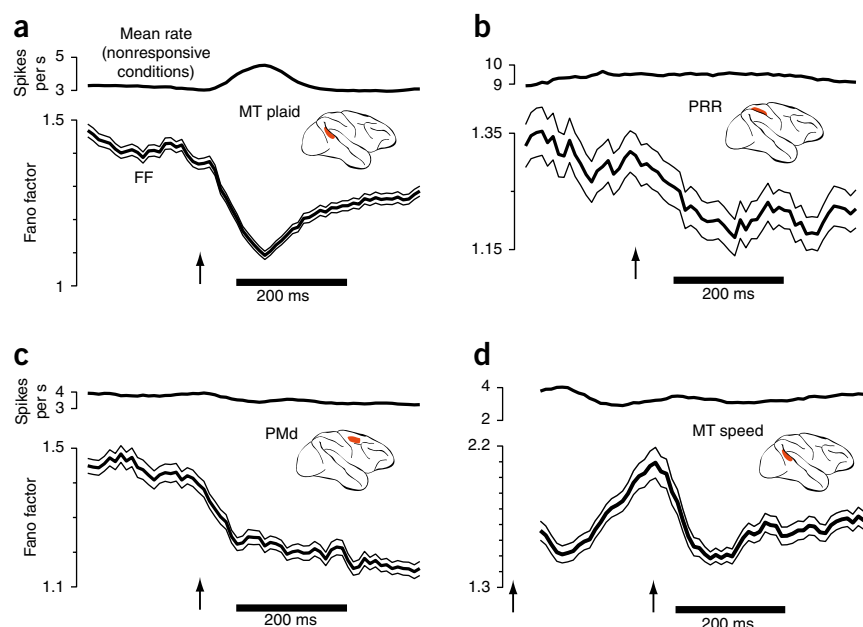 a
Mean rate
(nonresponsive
conditions)
Spikes
per s
5
3
MT plaid
1.5
FF
Fano factor
1
200 ms
b
10
9
PRR
1.35
1.15
200 ms
c
Spikes
per s
4
3
PMd
1.5
Fano factor
1.1
200 ms
d
4
2
MT speed
2.2
1.3
200 ms